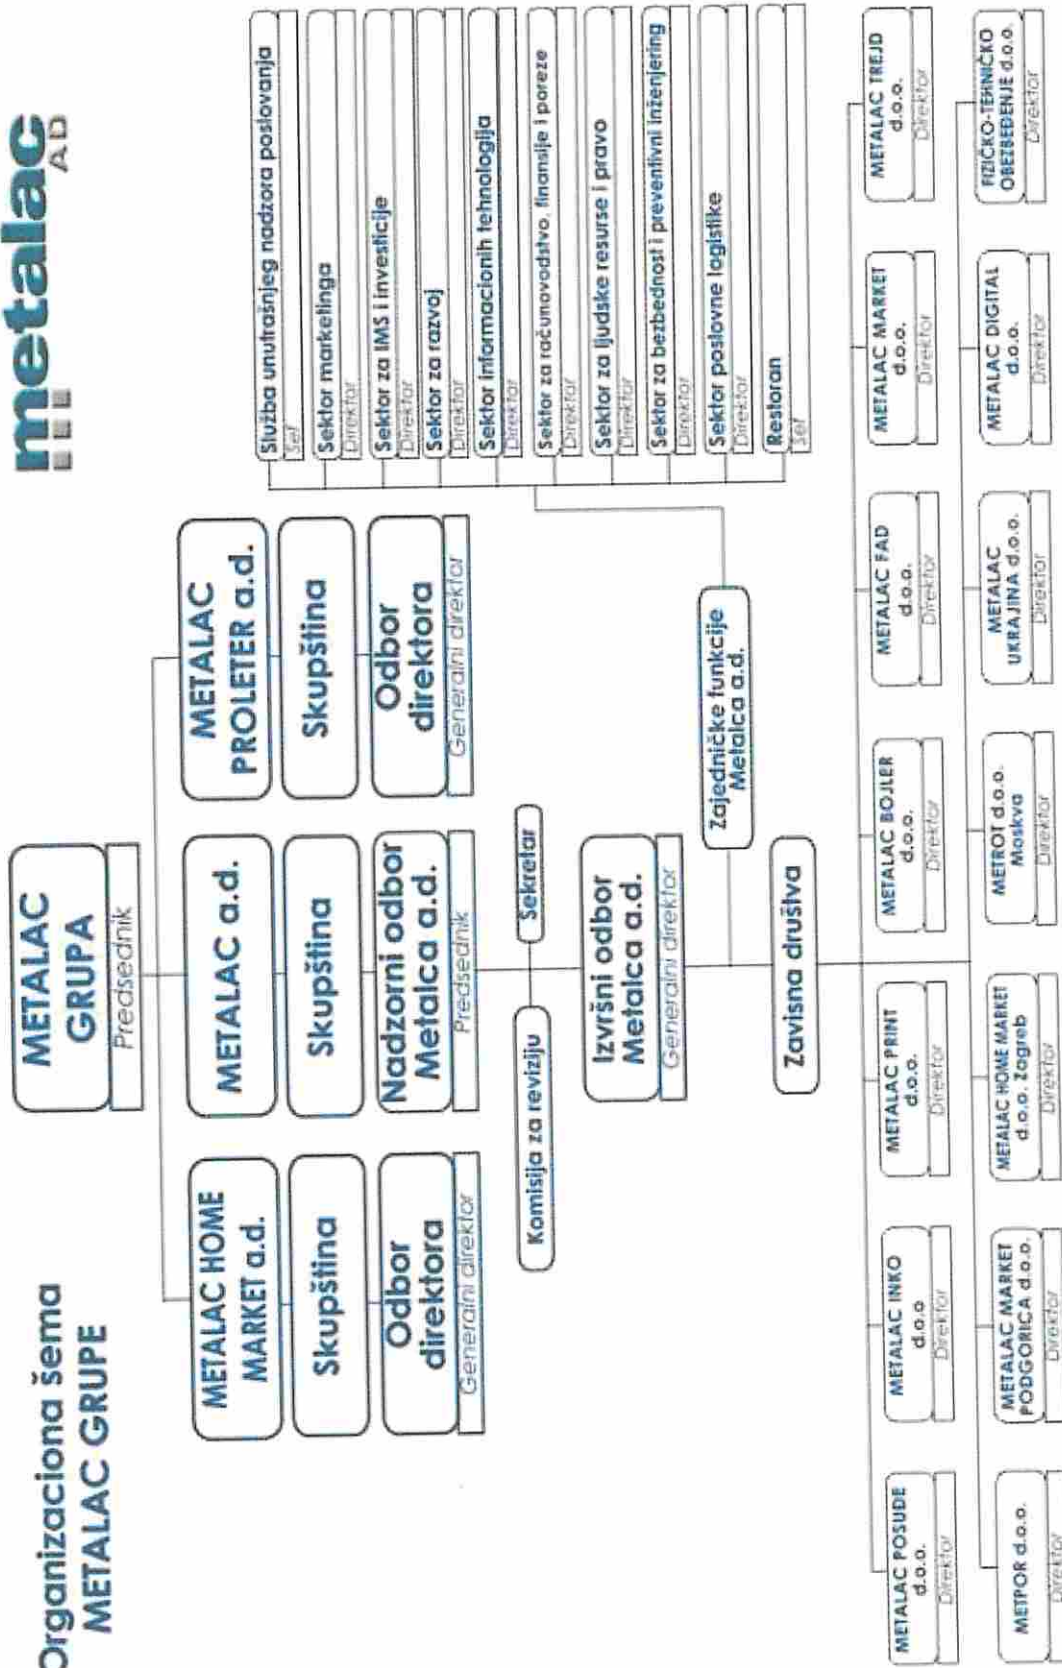 Organizaciona šema
METALAC GRUPE
metalac
AD
METALAC
GRUPA
Predsednik
METALAC HOME
MARKET a.d.
Skupština
Odbor
direktora
Generalni direktor
METALAC a.d.
Skupština
Nadzorni odbor
Metalca a.d.
Predsednik
METALAC
PROLETER a.d.
Skupština
Odbor
direktora
Generalni direktor
Komisija za reviziju
Sekretar
Izvršni odbor
Metalca a.d.
Generalni direktor
Zajedničke funkcije
Metalca a.d.
Služba unutrašnjeg nadzora poslovanja
Šef
Sektor marketinga
Direktor
Sektor za IMS i investicije
Direktor
Sektor za razvoj
Direktor
Sektor informacionih tehnologija
Direktor
Sektor za računovodstvo, finansije i poreze
Direktor
Sektor za ljudske resurse i pravo
Direktor
Sektor za bezbednost i preventivni inženjering
Direktor
Sektor poslovne logistike
Direktor
Restoran
Šef
Zavisna društva
METALAC POSUDE
d.o.o.
Direktor
METALAC INKO
d.o.o
Direktor
METALAC PRINT
d.o.o.
Direktor
METALAC BOJLER
d.o.o.
Direktor
METALAC FAD
d.o.o.
Direktor
METALAC MARKET
d.o.o.
Direktor
METALAC TREJD
d.o.o.
Direktor
METPOR d.o.o.
Direktor
METALAC MARKET
PODGORICA d.o.o.
Direktor
METALAC HOME MARKET
d.o.o. Zagreb
Direktor
METROT d.o.o.
Moskva
Direktor
METALAC
UKRAJINA d.o.o.
Direktor
METALAC DIGITAL
d.o.o.
Direktor
FIZIČKO-TEHNIČKO
OBEZBEĐENJE d.o.o.
Direktor